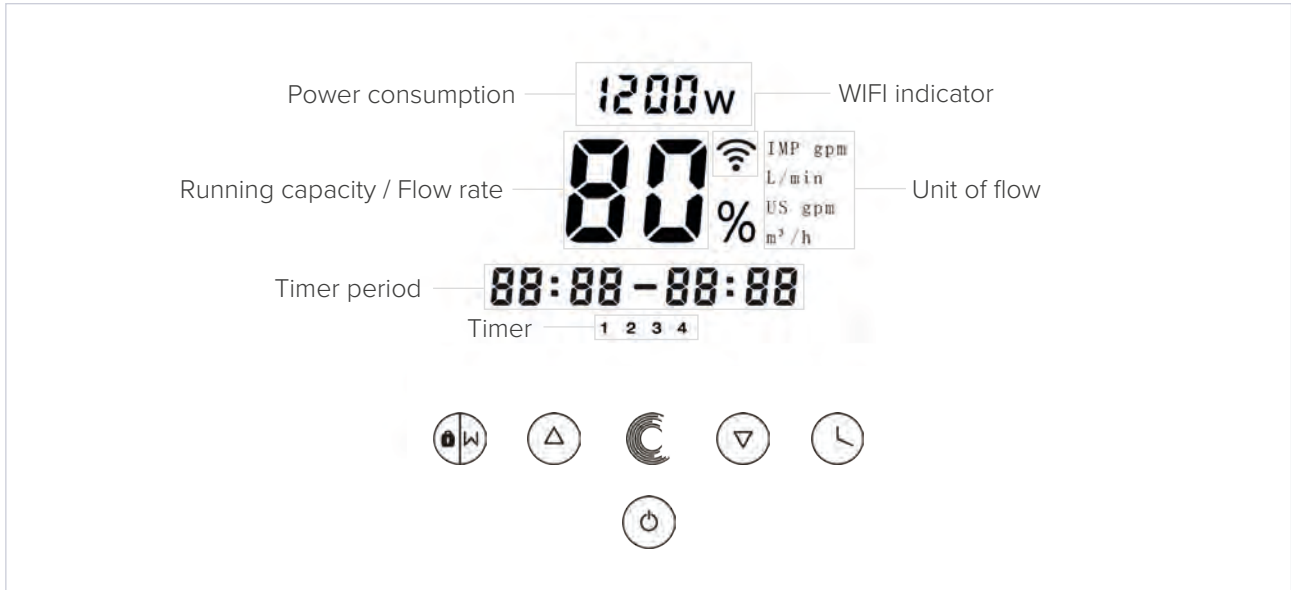 Power consumption 1200W WIFI indicator
Running capacity / Flow rate 80 % Unit of flow
IMP gpm
L/min
US gpm
m³/h
Timer period 88:88-88:88
Timer 1 2 3 4